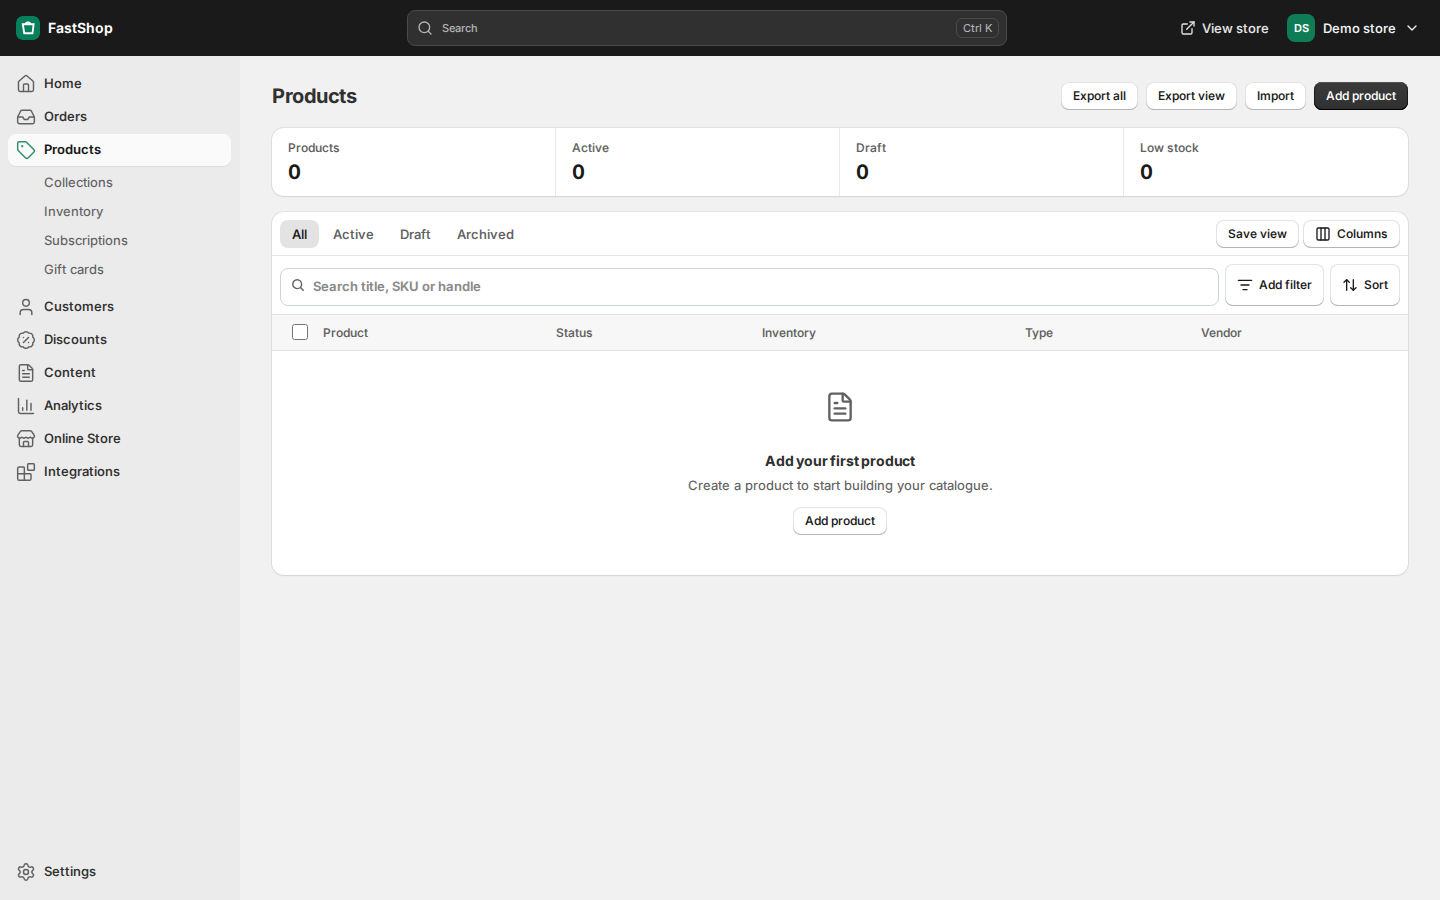 FastShop
Search
Ctrl K
View store
DS
Demo store
Home
Orders
Products
Collections
Inventory
Subscriptions
Gift cards
Customers
Discounts
Content
Analytics
Online Store
Integrations
Settings
Products
Export all
Export view
Import
Add product
Products
0
Active
0
Draft
0
Low stock
0
All
Active
Draft
Archived
Save view
Columns
Search title, SKU or handle
Add filter
Sort
Product
Status
Inventory
Type
Vendor
Add your first product
Create a product to start building your catalogue.
Add product